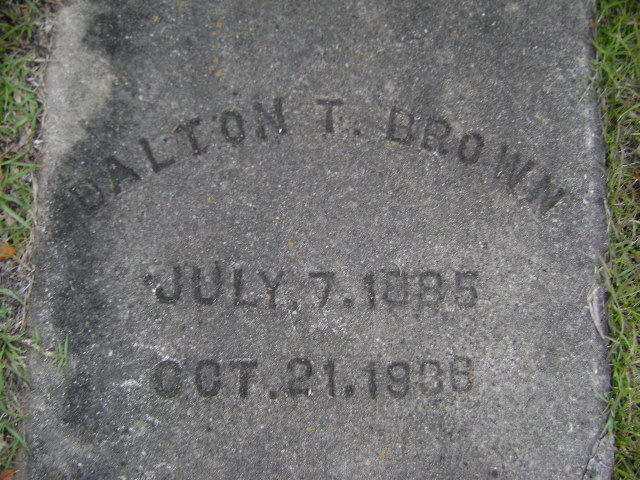 DALTON T. BROWN
JULY. 7. 1885
OCT. 21. 1936